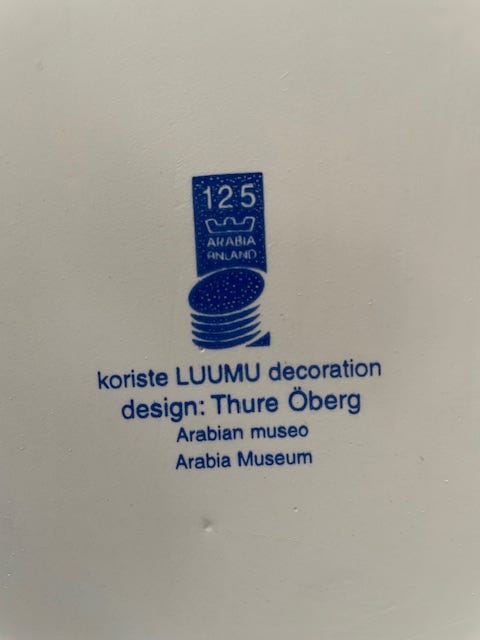 125
ARABIA
FINLAND
koriste LUUMU decoration
design: Thure Öberg
Arabian museo
Arabia Museum